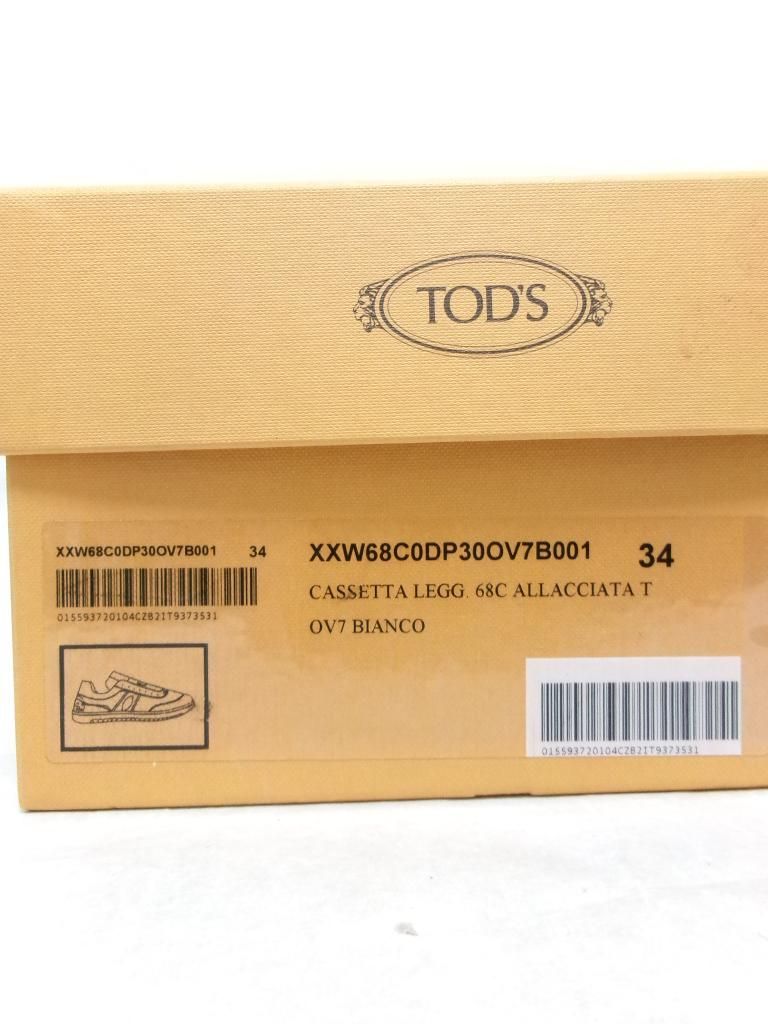 TOD'S
XXW68C0DP30OV7B001 34
015593720104CZB2IT9373531
XXW68C0DP30OV7B001 34
CASSETTA LEGG. 68C ALLACCIATA T
OV7 BIANCO
015593720104CZB2IT9373531